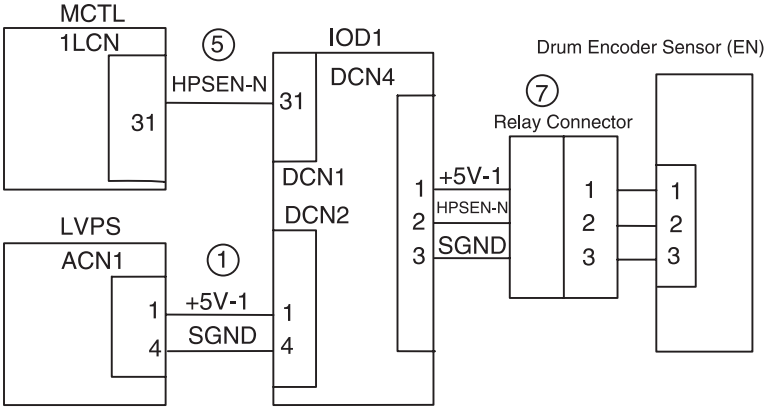 MCTL
1LCN
5
IOD1
Drum Encoder Sensor (EN)
HPSEN-N
DCN4
7
31
31
Relay Connector
DCN1
+5V-1
1
1
1
DCN2
HPSEN-N
2
2
2
LVPS
SGND
3
3
3
ACN1
1
+5V-1
1
1
SGND
4
4